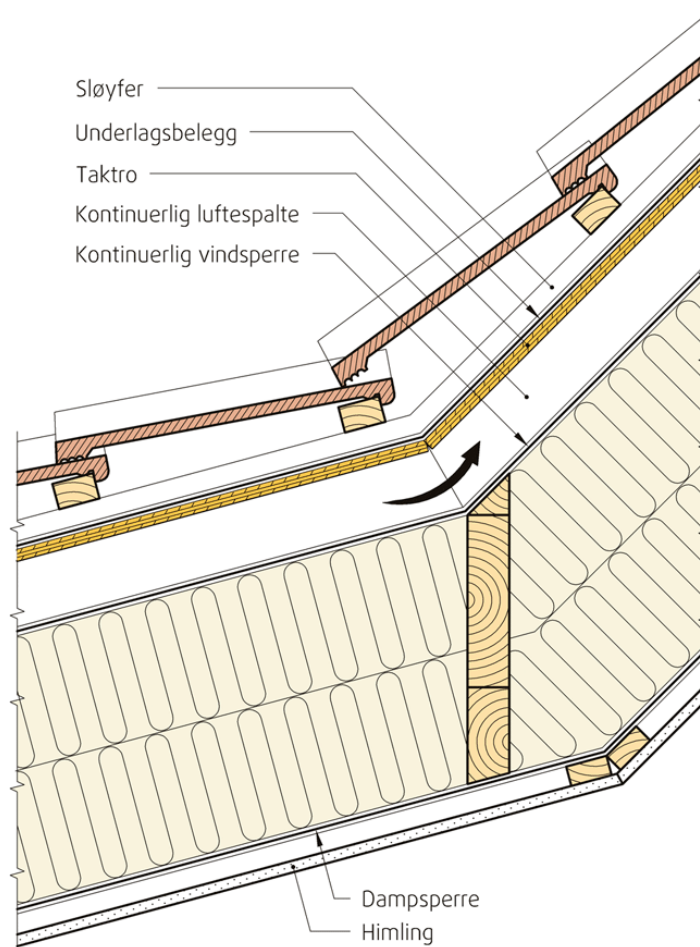 Sløyfer
Underlagsbelegg
Taktro
Kontinuerlig luftespalte
Kontinuerlig vindsperre
Dampsperre
Himling